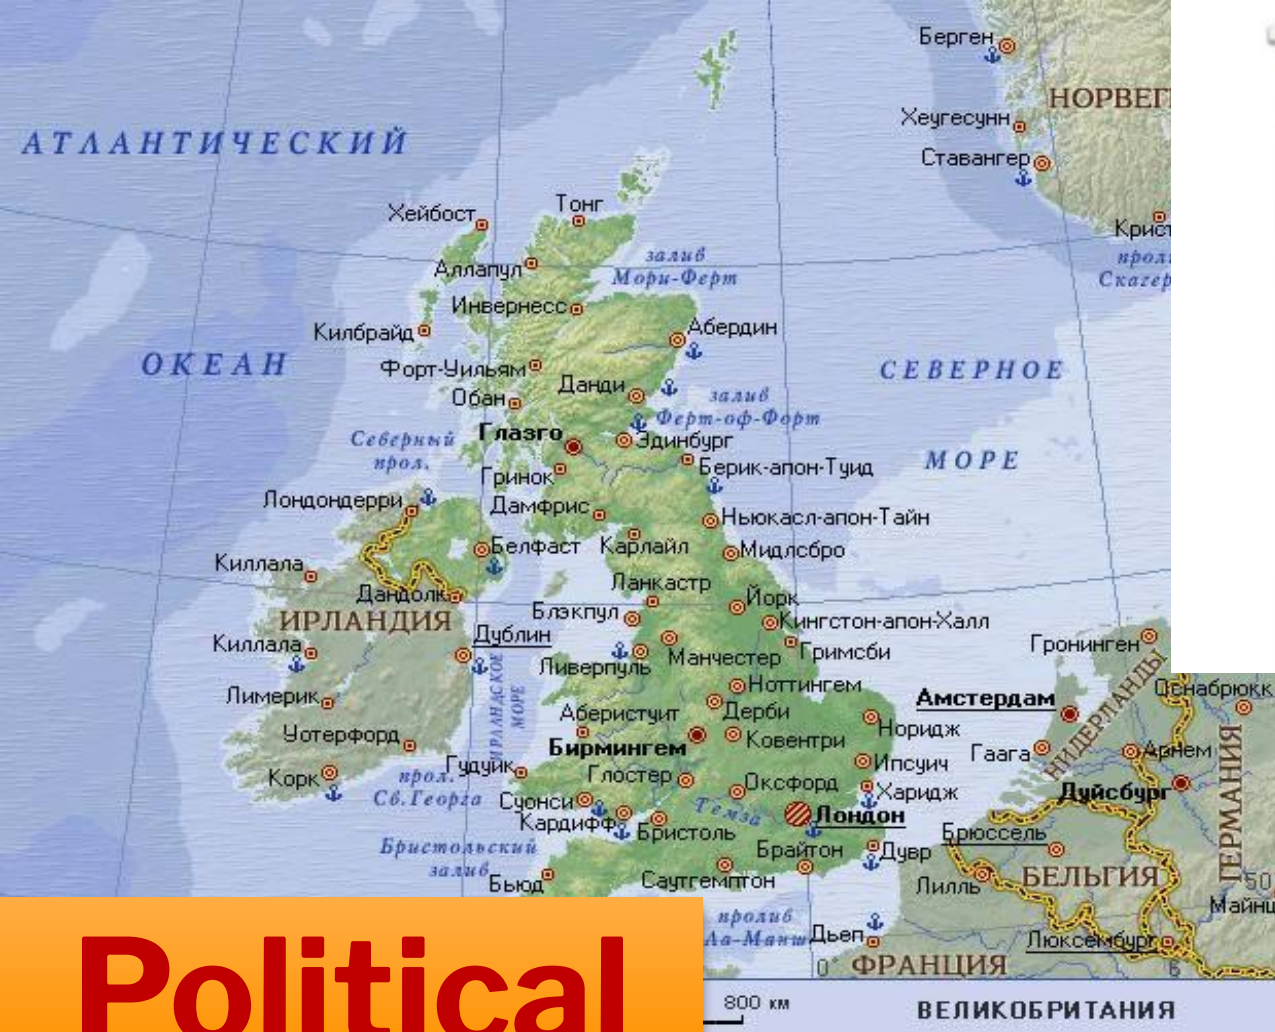 Берген
НОРВЕГ
АТЛАНТИЧЕСКИЙ
Хеугесунн
Ставангер
Тонг
Хейбост
Крист
залив
Мори-Ферт
прол
Скагер
Аллапул
Инвернесс
Килбрайд
Абердин
ОКЕАН
Форт-Уильям
СЕВЕРНОЕ
Данди
Обан
залив
Ферт-оф-Форт
Северный
прол.
Глазго
Эдинбург
МОРЕ
Гринок
Берик-апон-Туид
Лондондерри
Дамфрис
Ньюкасл-апон-Тайн
Белфаст
Карлайл
Мидлсбро
Киллала
Ланкастр
Дандолк
Йорк
Блэкпул
ИРЛАНДИЯ
Кингстон-апон-Халл
Дублин
Киллала
Гронинген
Ливерпуль
Манчестер
Гримсби
ИРЛАНДСКОЕ
МОРЕ
НИДЕРЛАНДЫ
Ноттингем
Оснабрюкк
Лимерик
Амстердам
Аберистуит
Дерби
Норидж
Уотерфорд
Бирмингем
Ковентри
Гаага
Арнем
Гудуик
Ипсуич
Корк
прол.
Св.Георга
Глостер
Оксфорд
Харидж
Дуйсбург
ГЕРМАНИЯ
Суонси
Темза
Лондон
Кардифф
Бристоль
Брюссель
Бристольский
залив
Брайтон
Дувр
Бьюд
Саутгемптон
Лилль
БЕЛЬГИЯ
50
Майнц
пролив
Ла-Манш
Дьеп
Люксембург
0°
ФРАНЦИЯ
6
800 км
ВЕЛИКОБРИТАНИЯ
Political